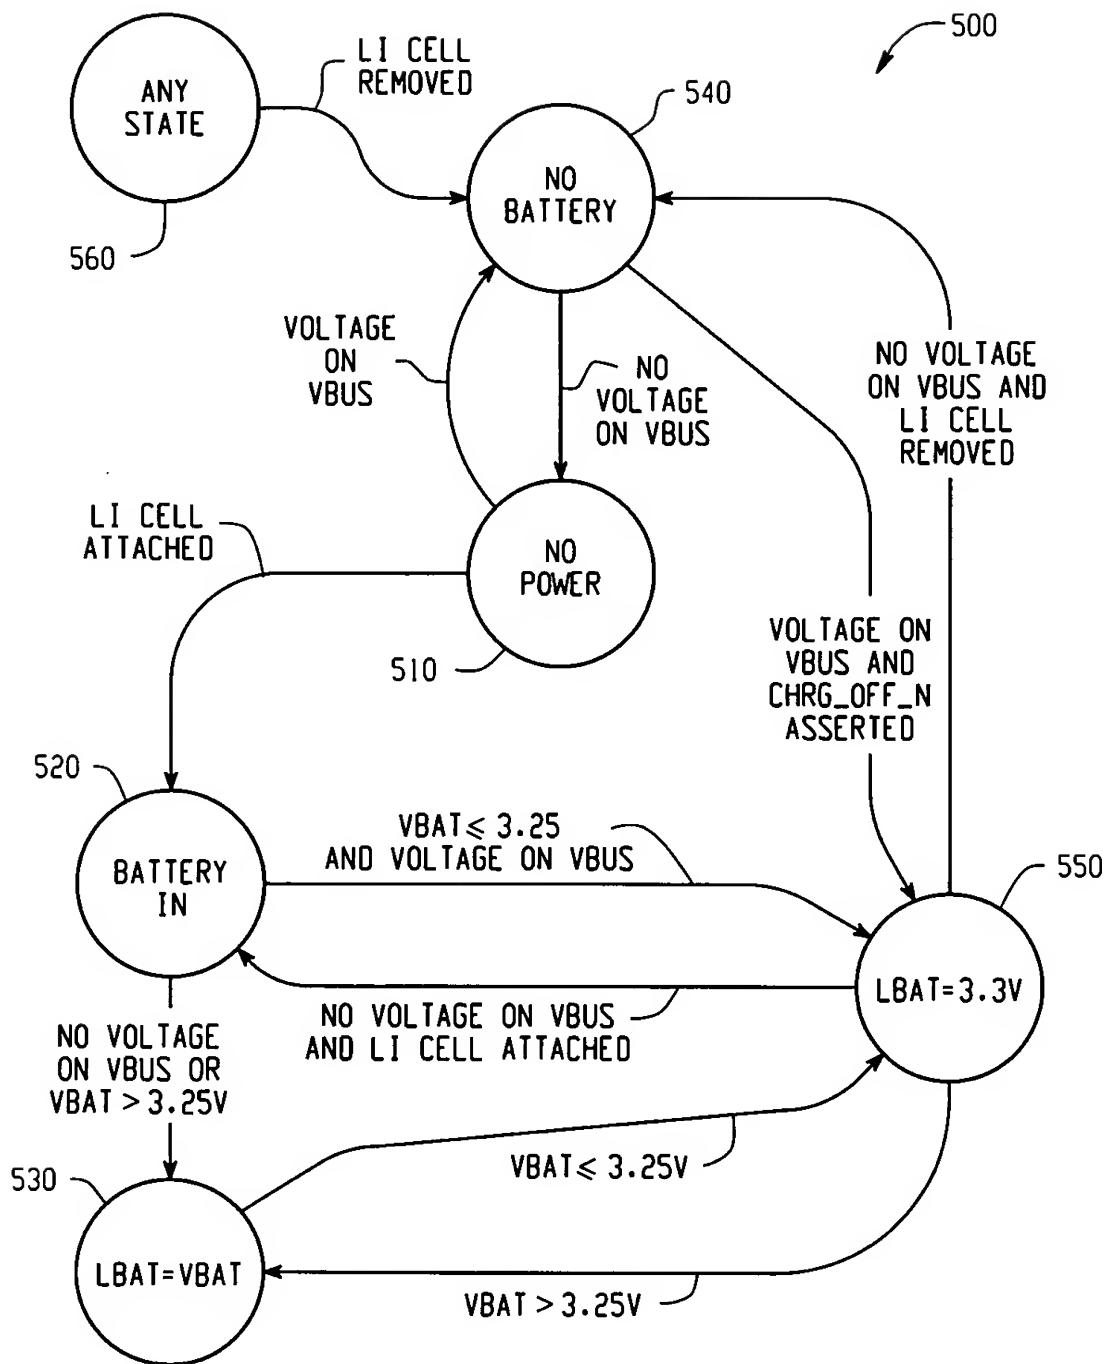 500
LI CELL
REMOVED
ANY
STATE
540
NO
BATTERY
560
VOLTAGE
ON
VBUS
NO
VOLTAGE
ON VBUS
NO VOLTAGE
ON VBUS AND
LI CELL
REMOVED
LI CELL
ATTACHED
NO
POWER
510
VOLTAGE ON
VBUS AND
CHRG_OFF_N
ASSERTED
520
BATTERY
IN
VBAT ⩽ 3.25
AND VOLTAGE ON VBUS
550
LBAT=3.3V
NO VOLTAGE ON VBUS
AND LI CELL ATTACHED
NO VOLTAGE
ON VBUS OR
VBAT > 3.25V
530
VBAT ⩽ 3.25V
LBAT=VBAT
VBAT > 3.25V